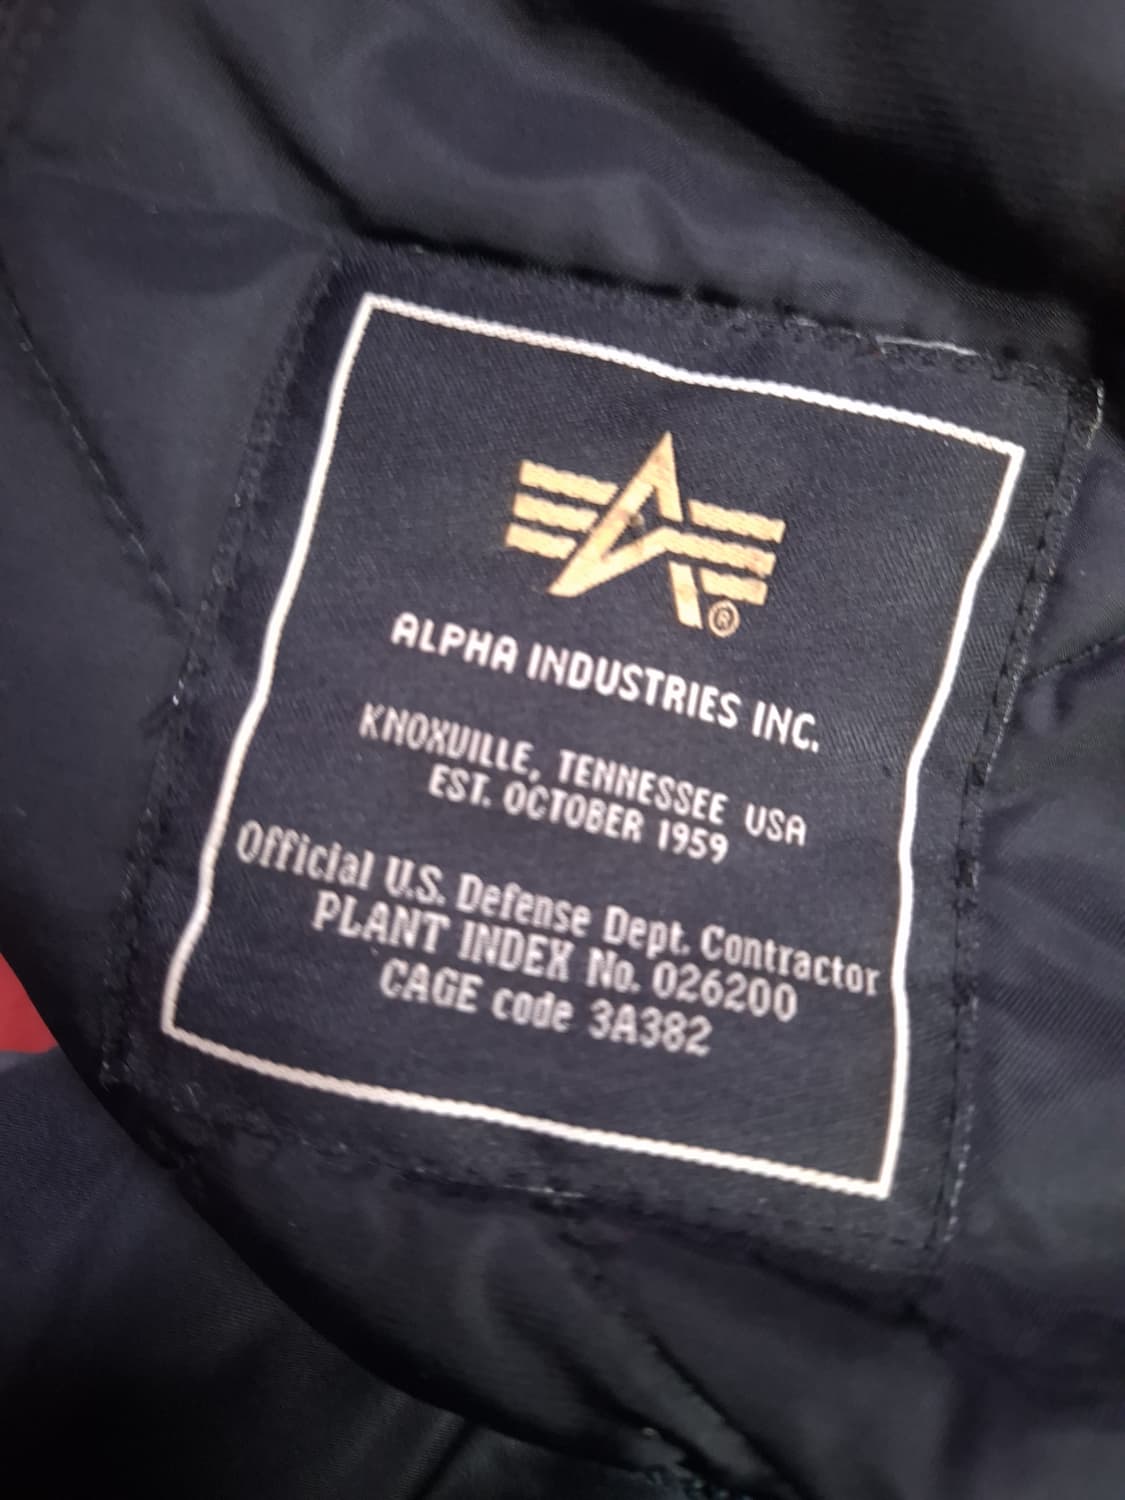 ALPHA INDUSTRIES INC.
KNOXVILLE, TENNESSEE USA
EST. OCTOBER 1959
Official U.S. Defense Dept. Contractor
PLANT INDEX No. 026200
CAGE code 3A382